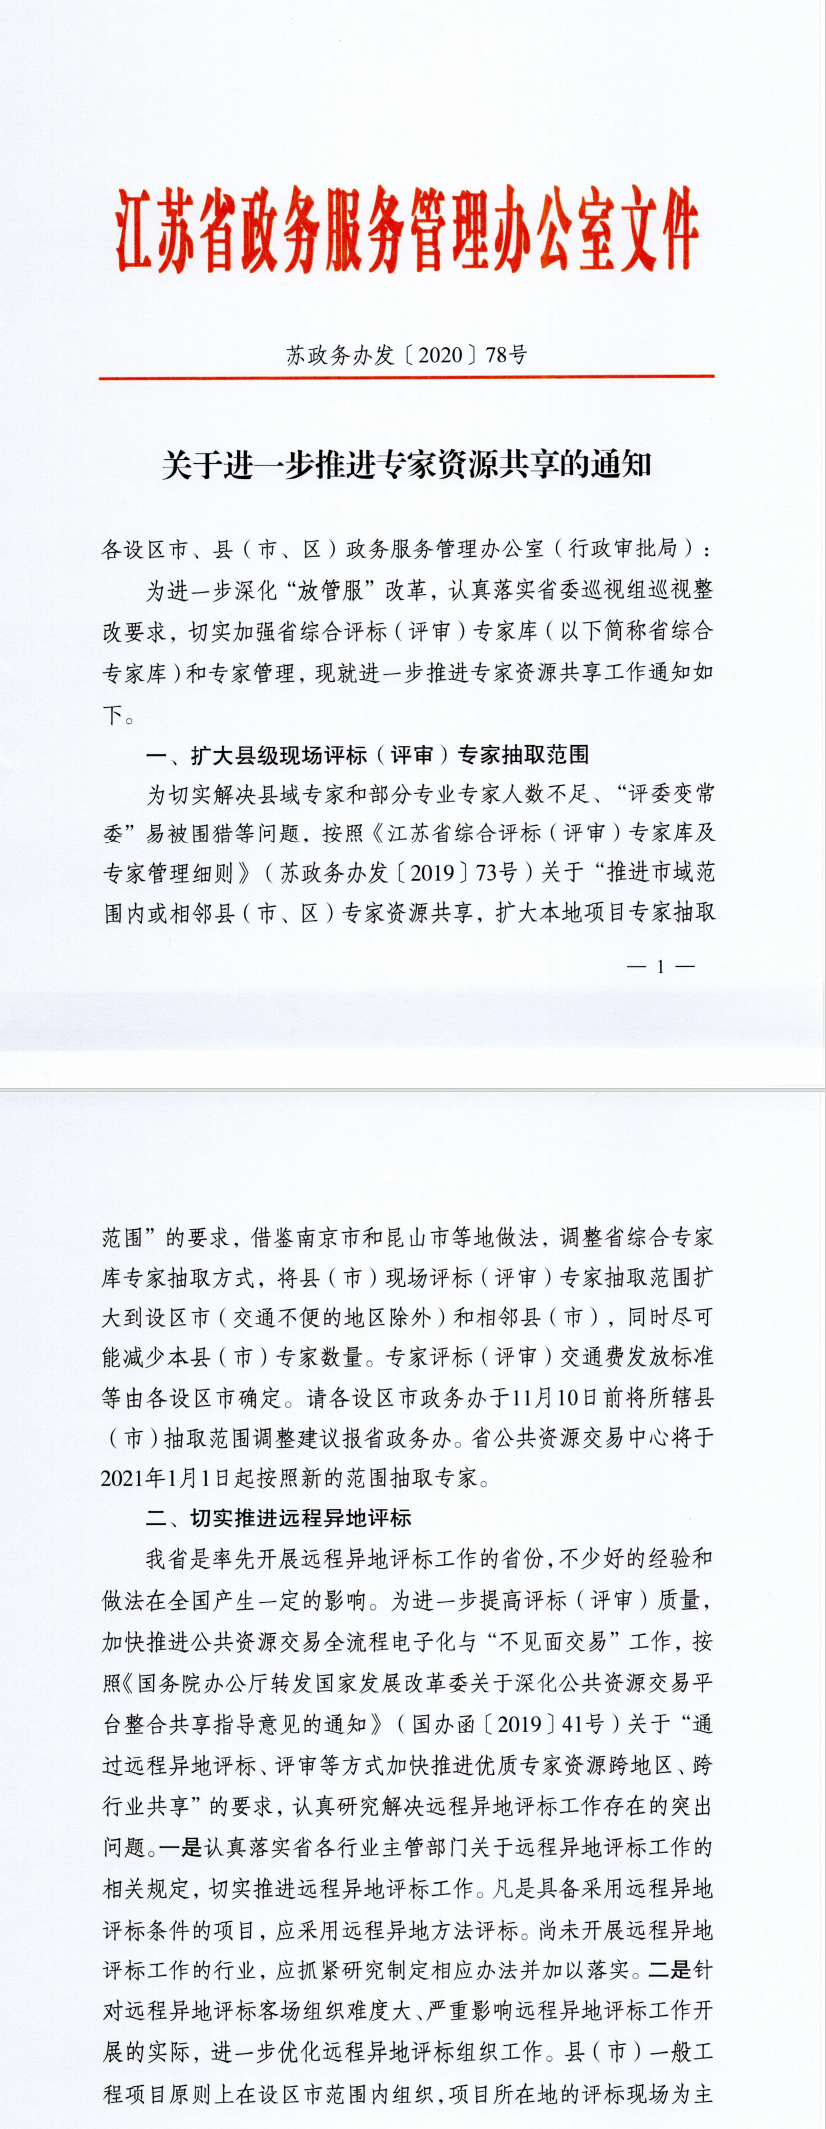 江苏省政务服务管理办公室文件
苏政务办发〔2020〕78号
关于进一步推进专家资源共享的通知
各设区市、县（市、区）政务服务管理办公室（行政审批局）：
为进一步深化“放管服”改革，认真落实省委巡视组巡视整
改要求，切实加强省综合评标（评审）专家库（以下简称省综合
专家库）和专家管理，现就进一步推进专家资源共享工作通知如
下。
一、扩大县级现场评标（评审）专家抽取范围
为切实解决县域专家和部分专业专家人数不足、“评委变常
委”易被围猎等问题，按照《江苏省综合评标（评审）专家库及
专家管理细则》（苏政务办发〔2019〕73号）关于“推进市域范
围内或相邻县（市、区）专家资源共享，扩大本地项目专家抽取
— 1 —
范围”的要求，借鉴南京市和昆山市等地做法，调整省综合专家
库专家抽取方式，将县（市）现场评标（评审）专家抽取范围扩
大到设区市（交通不便的地区除外）和相邻县（市），同时尽可
能减少本县（市）专家数量。专家评标（评审）交通费发放标准
等由各设区市确定。请各设区市政务办于11月10日前将所辖县
（市）抽取范围调整建议报省政务办。省公共资源交易中心将于
2021年1月1日起按照新的范围抽取专家。
二、切实推进远程异地评标
我省是率先开展远程异地评标工作的省份，不少好的经验和
做法在全国产生一定的影响。为进一步提高评标（评审）质量，
加快推进公共资源交易全流程电子化与“不见面交易”工作，按
照《国务院办公厅转发国家发展改革委关于深化公共资源交易平
台整合共享指导意见的通知》（国办函〔2019〕41号）关于“通
过远程异地评标、评审等方式加快推进优质专家资源跨地区、跨
行业共享”的要求，认真研究解决远程异地评标工作存在的突出
问题。一是认真落实省各行业主管部门关于远程异地评标工作的
相关规定，切实推进远程异地评标工作。凡是具备采用远程异地
评标条件的项目，应采用远程异地方法评标。尚未开展远程异地
评标工作的行业，应抓紧研究制定相应办法并加以落实。二是针
对远程异地评标客场组织难度大、严重影响远程异地评标工作开
展的实际，进一步优化远程异地评标组织工作。县（市）一般工
程项目原则上在设区市范围内组织，项目所在地的评标现场为主